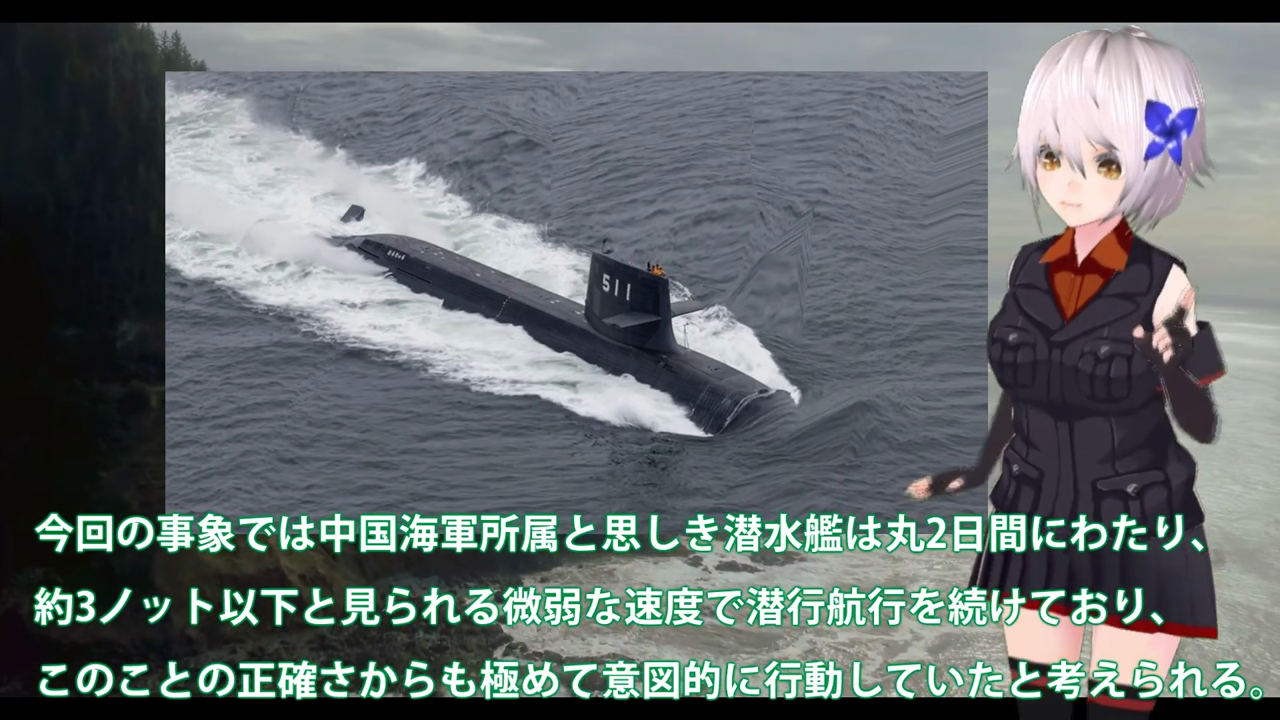 511
今回の事象では中国海軍所属と思しき潜水艦は丸2日間にわたり、
約3ノット以下と見られる微弱な速度で潜行航行を続けており、
このことの正確さからも極めて意図的に行動していたと考えられる。